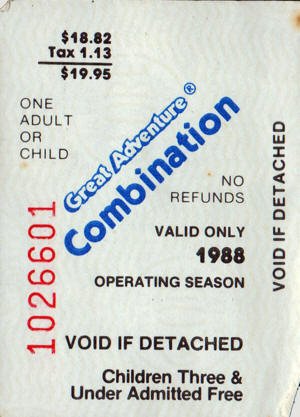 $18.82
Tax 1.13
$19.95
ONE
ADULT
OR
CHILD
Great Adventure®
Combination
NO
REFUNDS
VALID ONLY
1988
OPERATING SEASON
VOID IF DETACHED
1026601
VOID IF DETACHED
Children Three &
Under Admitted Free